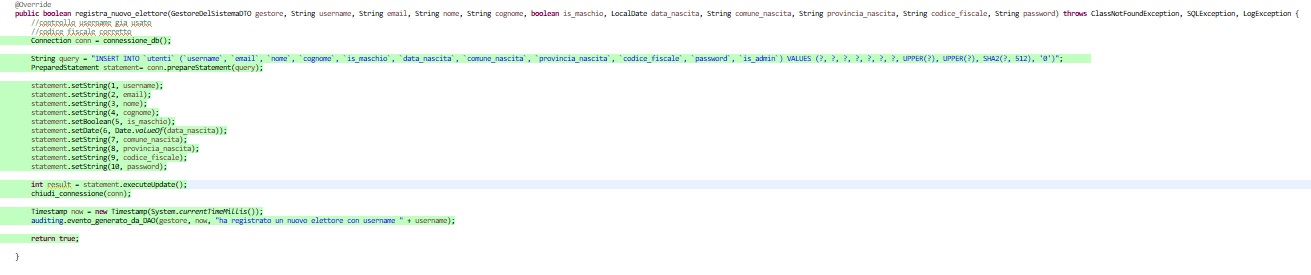 @Override
public boolean registra_nuovo_elettore(GestoreDelSistemaDTO gestore, String username, String email, String nome, String cognome, boolean is_maschio, LocalDate data_nascita, String comune_nascita, String provincia_nascita, String codice_fiscale, String password) throws ClassNotFoundException, SQLException, LogException {
//controllo username gia usato
//codice fiscale corretto
Connection conn = connessione_db();
String query = "INSERT INTO `utenti` (`username`, `email`, `nome`, `cognome`, `is_maschio`, `data_nascita`, `comune_nascita`, `provincia_nascita`, `codice_fiscale`, `password`, `is_admin`) VALUES (?, ?, ?, ?, ?, ?, ?, UPPER(?), UPPER(?), SHA2(?, 512), '0')";
PreparedStatement statement= conn.prepareStatement(query);
statement.setString(1, username);
statement.setString(2, email);
statement.setString(3, nome);
statement.setString(4, cognome);
statement.setBoolean(5, is_maschio);
statement.setDate(6, Date.valueOf(data_nascita));
statement.setString(7, comune_nascita);
statement.setString(8, provincia_nascita);
statement.setString(9, codice_fiscale);
statement.setString(10, password);
int result = statement.executeUpdate();
chiudi_connessione(conn);
Timestamp now = new Timestamp(System.currentTimeMillis());
auditing.evento_generato_da_DAO(gestore, now, "ha registrato un nuovo elettore con username " + username);
return true;
}